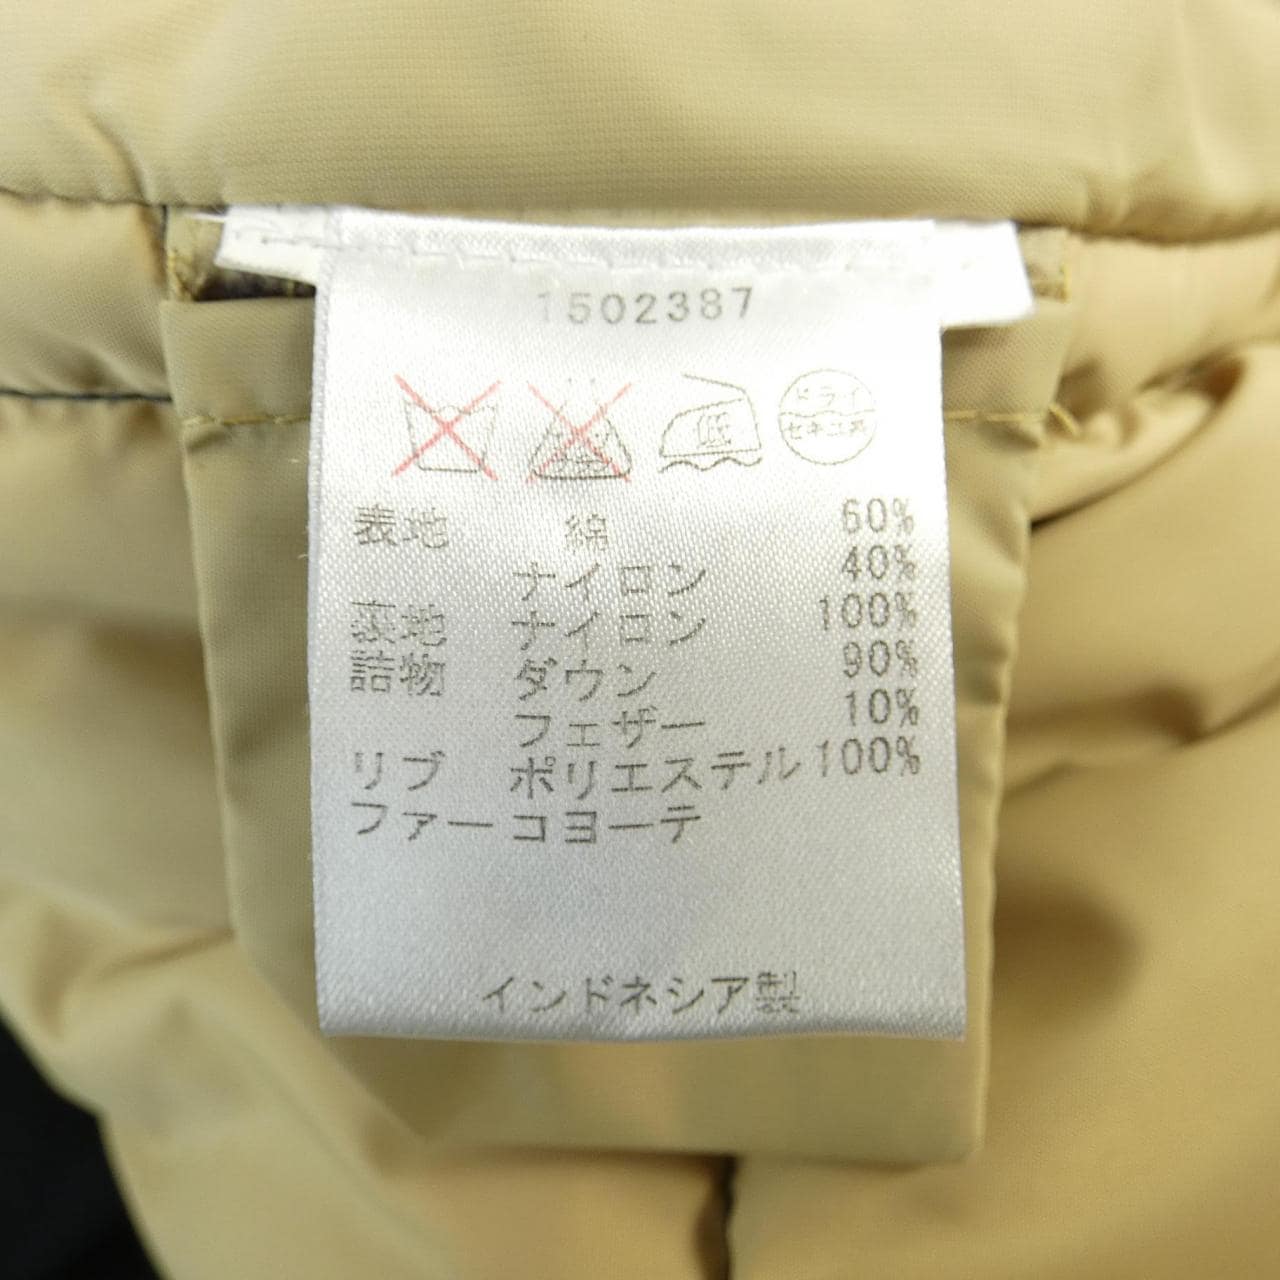 1502387
低 ドライ
セキユ系
表地 綿 60%
ナイロン 40%
裏地 ナイロン 100%
詰物 ダウン 90%
フェザー 10%
リブ ポリエステル 100%
ファーコヨーテ
インドネシア製